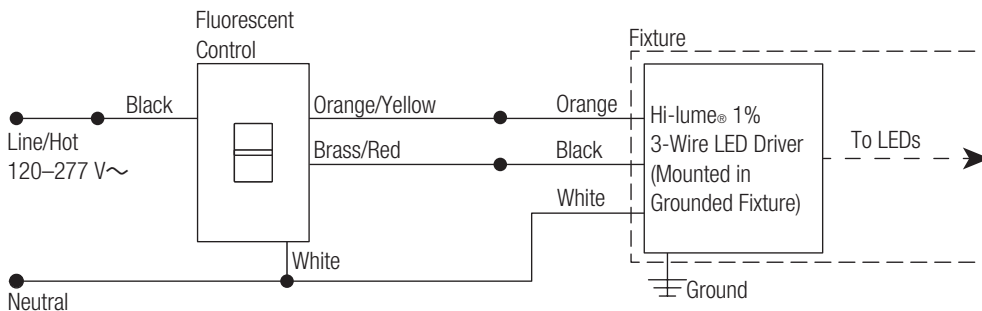 Fluorescent
Control
Fixture
Black
Orange/Yellow
Orange
Line/Hot
120–277 V~
Brass/Red
Black
Hi-lume® 1%
3-Wire LED Driver
(Mounted in
Grounded Fixture)
To LEDs
White
White
Neutral
Ground